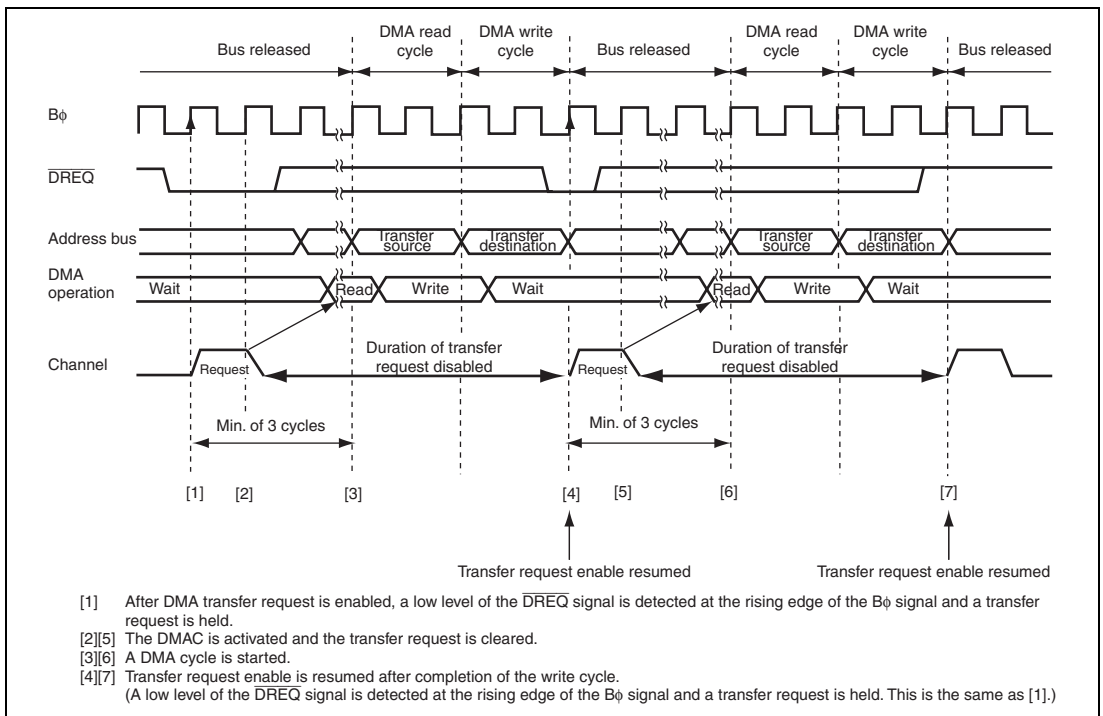 Bus released DMA read cycle DMA write cycle Bus released DMA read cycle DMA write cycle Bus released
Bϕ
DREQ
Address bus Transfer source Transfer destination Transfer source Transfer destination
DMA operation Wait Read Write Wait Read Write Wait
Channel Request Duration of transfer request disabled Request Duration of transfer request disabled
Min. of 3 cycles Min. of 3 cycles
[1] [2] [3] [4] [5] [6] [7]
Transfer request enable resumed Transfer request enable resumed
[1] After DMA transfer request is enabled, a low level of the DREQ signal is detected at the rising edge of the Bϕ signal and a transfer
request is held.
[2][5] The DMAC is activated and the transfer request is cleared.
[3][6] A DMA cycle is started.
[4][7] Transfer request enable is resumed after completion of the write cycle.
(A low level of the DREQ signal is detected at the rising edge of the Bϕ signal and a transfer request is held. This is the same as [1].)